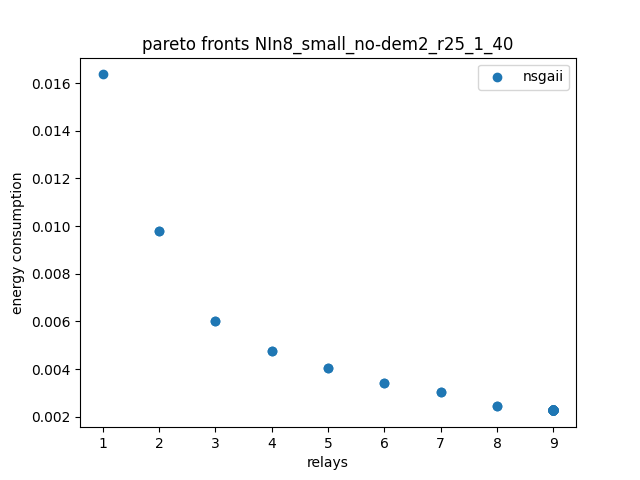 pareto fronts NIn8_small_no-dem2_r25_1_40
nsgaii
energy consumption
0.016
0.014
0.012
0.010
0.008
0.006
0.004
0.002
1 2 3 4 5 6 7 8 9
relays